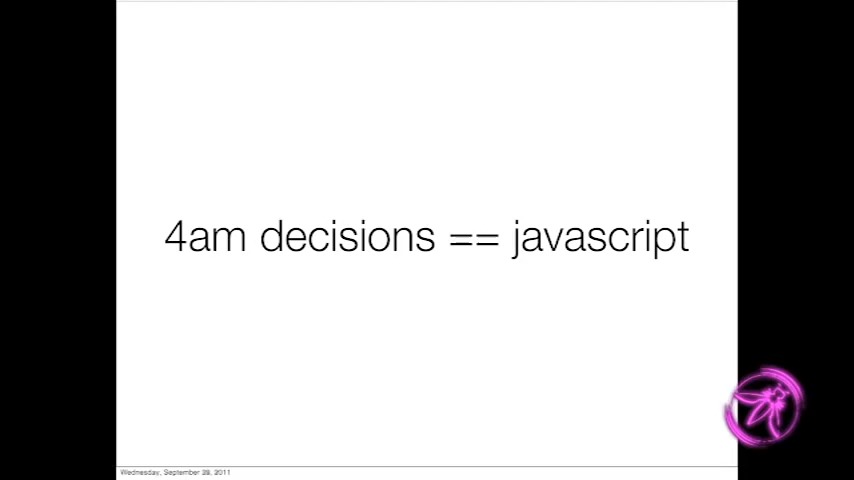 4am decisions == javascript
Wednesday, September 28, 2011